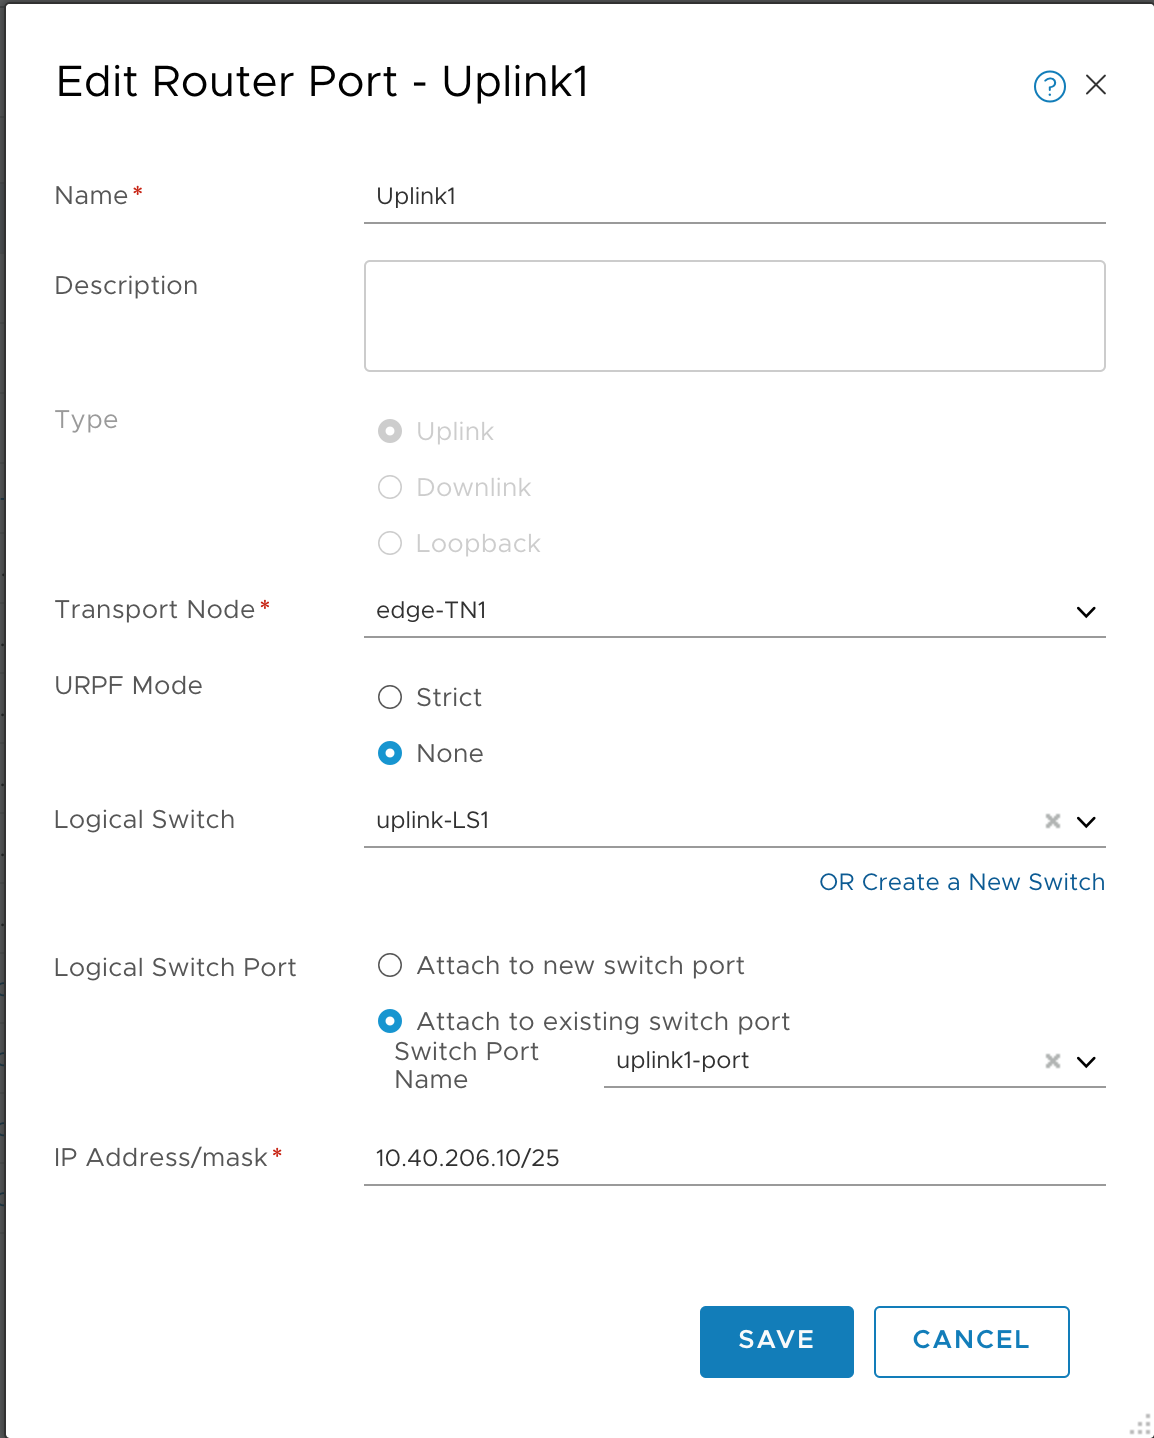 Edit Router Port - Uplink1
?
Name* Uplink1
Description
Type
Uplink
Downlink
Loopback
Transport Node* edge-TN1
URPF Mode
Strict
None
Logical Switch uplink-LS1
OR Create a New Switch
Logical Switch Port
Attach to new switch port
Attach to existing switch port
Switch Port
Name
uplink1-port
IP Address/mask* 10.40.206.10/25
SAVE CANCEL